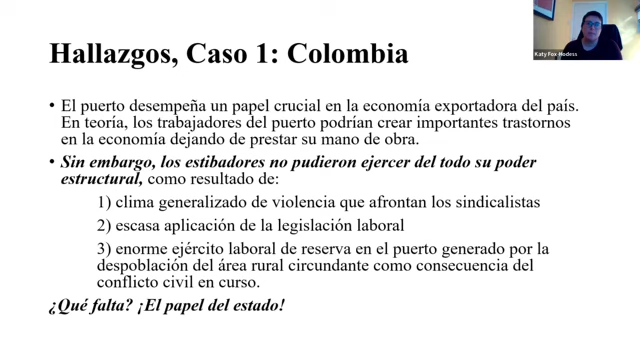 Hallazgos, Caso 1: Colombia
Katy Fox-Hodess
• El puerto desempeña un papel crucial en la economía exportadora del país.
En teoría, los trabajadores del puerto podrían crear importantes trastornos
en la economía dejando de prestar su mano de obra.
• Sin embargo, los estibadores no pudieron ejercer del todo su poder
estructural, como resultado de:
1) clima generalizado de violencia que afrontan los sindicalistas
2) escasa aplicación de la legislación laboral
3) enorme ejército laboral de reserva en el puerto generado por la
despoblación del área rural circundante como consecuencia del
conflicto civil en curso.
¿Qué falta? ¡El papel del estado!